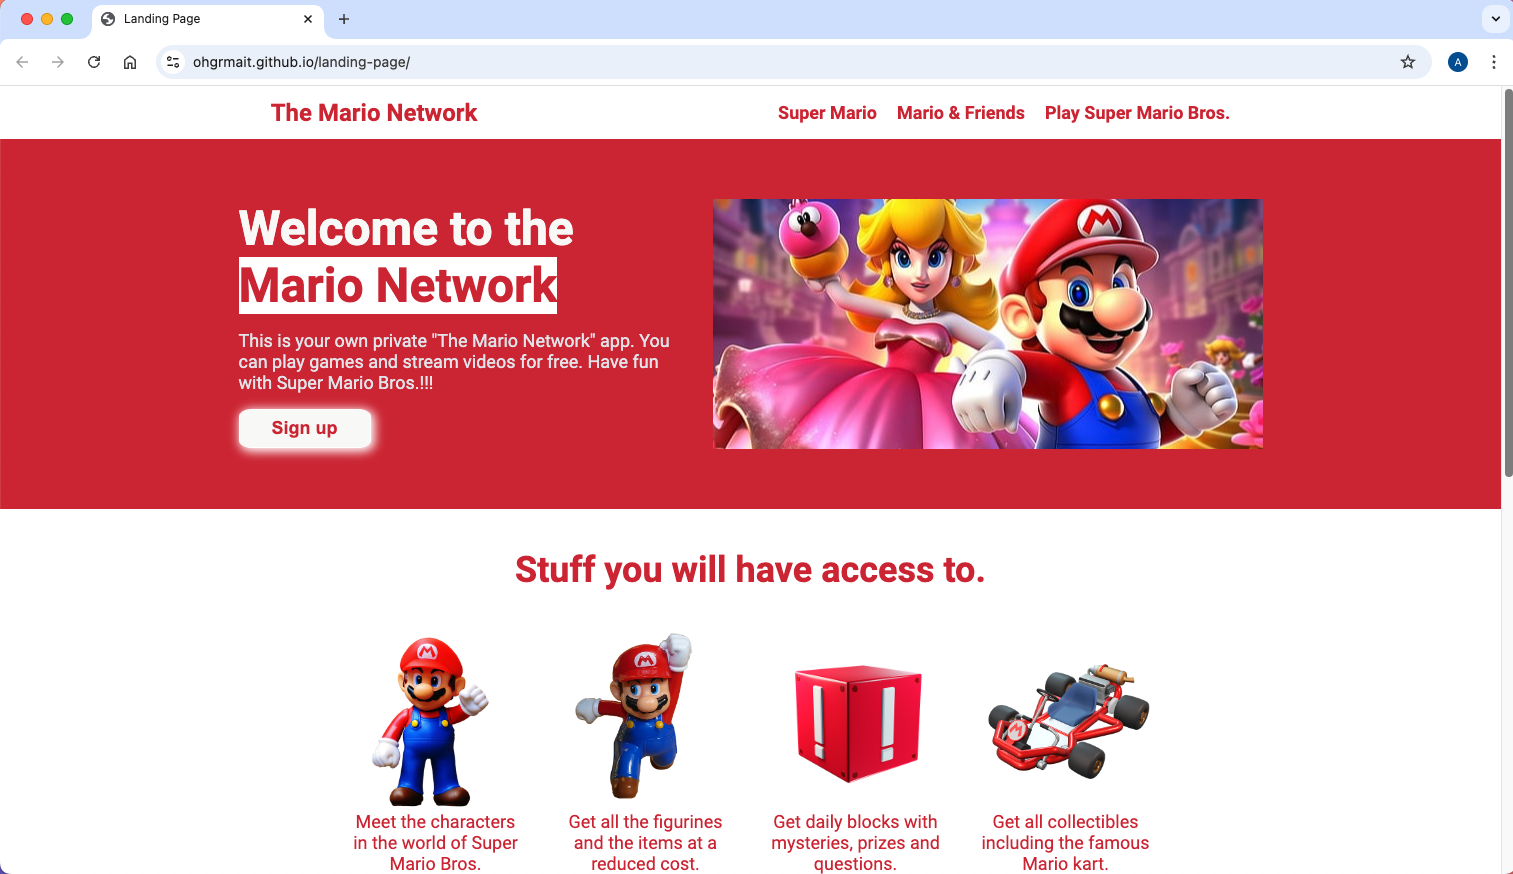 Landing Page
ohgrmait.github.io/landing-page/
A
The Mario Network
Super Mario
Mario & Friends
Play Super Mario Bros.
Welcome to the
Mario Network
This is your own private "The Mario Network" app. You
can play games and stream videos for free. Have fun
with Super Mario Bros.!!!
Sign up
M
Stuff you will have access to.
M
M
M
Meet the characters
in the world of Super
Mario Bros.
Get all the figurines
and the items at a
reduced cost.
Get daily blocks with
mysteries, prizes and
questions.
Get all collectibles
including the famous
Mario kart.